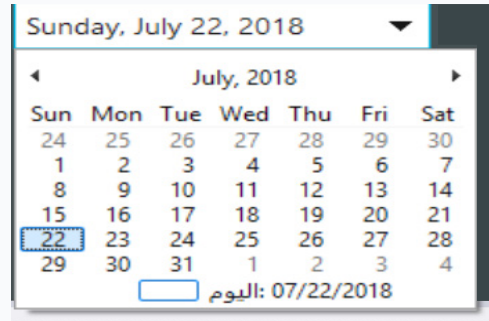 Sunday, July 22, 2018
July, 2018
Sun Mon Tue Wed Thu Fri Sat
24 25 26 27 28 29 30
1 2 3 4 5 6 7
8 9 10 11 12 13 14
15 16 17 18 19 20 21
22 23 24 25 26 27 28
29 30 31 1 2 3 4
اليوم: 07/22/2018